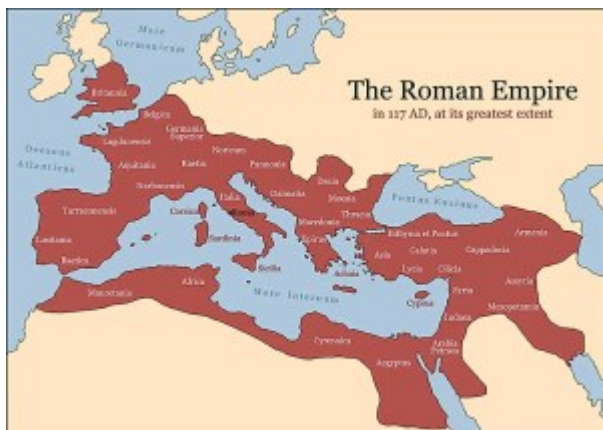 Mare
Germanicum
The Roman Empire
in 117 AD, at its greatest extent
Britannia
Belgica
Germania
Superior
Lugdunensis
Oceanus
Atlanticus
Noricum
Aquitania
Raetia
Pannonia
Dacia
Narbonensis
Dalmatia
Moesia
Pontus Euxinus
Italia
Tarraconensis
Corsica
Roma
Thracia
Macedonia
Bithynia et Pontus
Armenia
Lusitania
Sardinia
Epirus
Asia
Galatia
Cappadocia
Baetica
Sicilia
Achaia
Lycia
Cilicia
Assyria
Mauretania
Africa
Mare Internum
Cyprus
Syria
Mesopotamia
Iudaea
Cyrenaica
Arabia
Petraea
Aegyptus